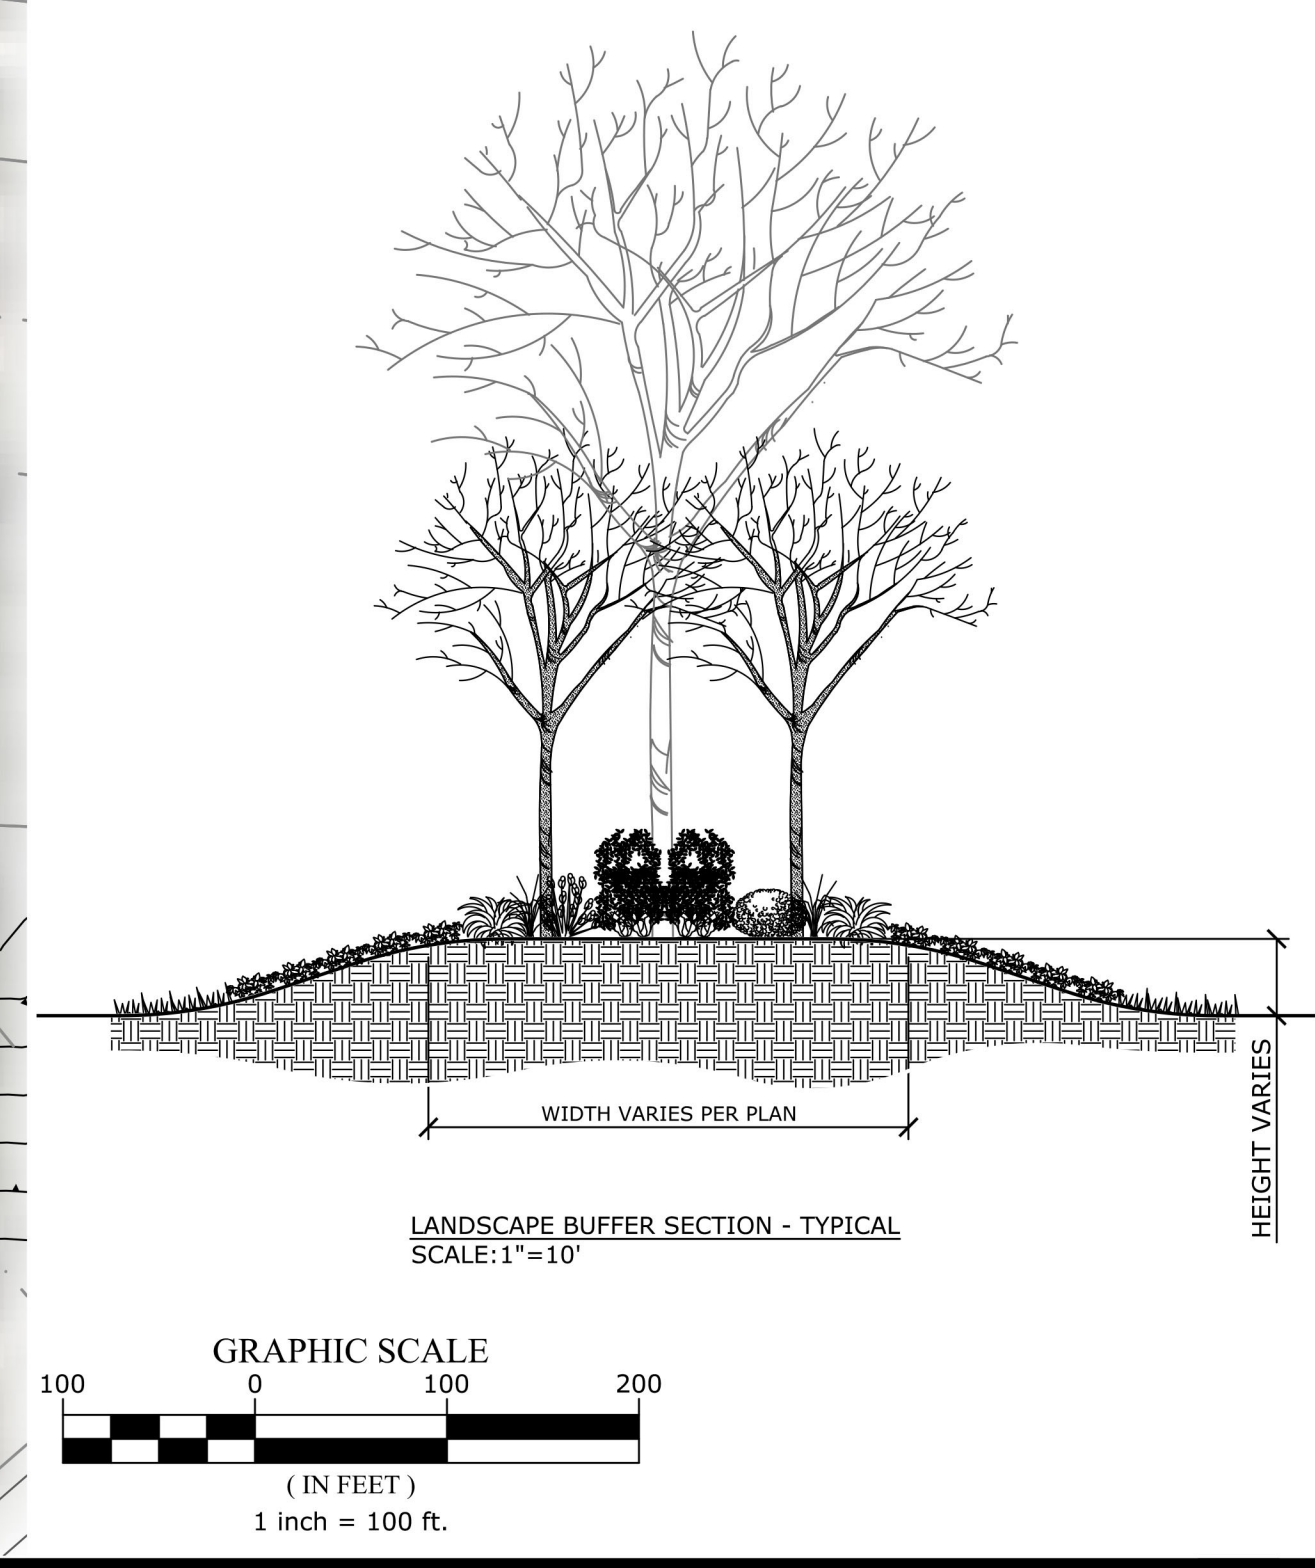 WIDTH VARIES PER PLAN
HEIGHT VARIES
LANDSCAPE BUFFER SECTION - TYPICAL
SCALE:1"=10'
GRAPHIC SCALE
100 0 100 200
( IN FEET )
1 inch = 100 ft.